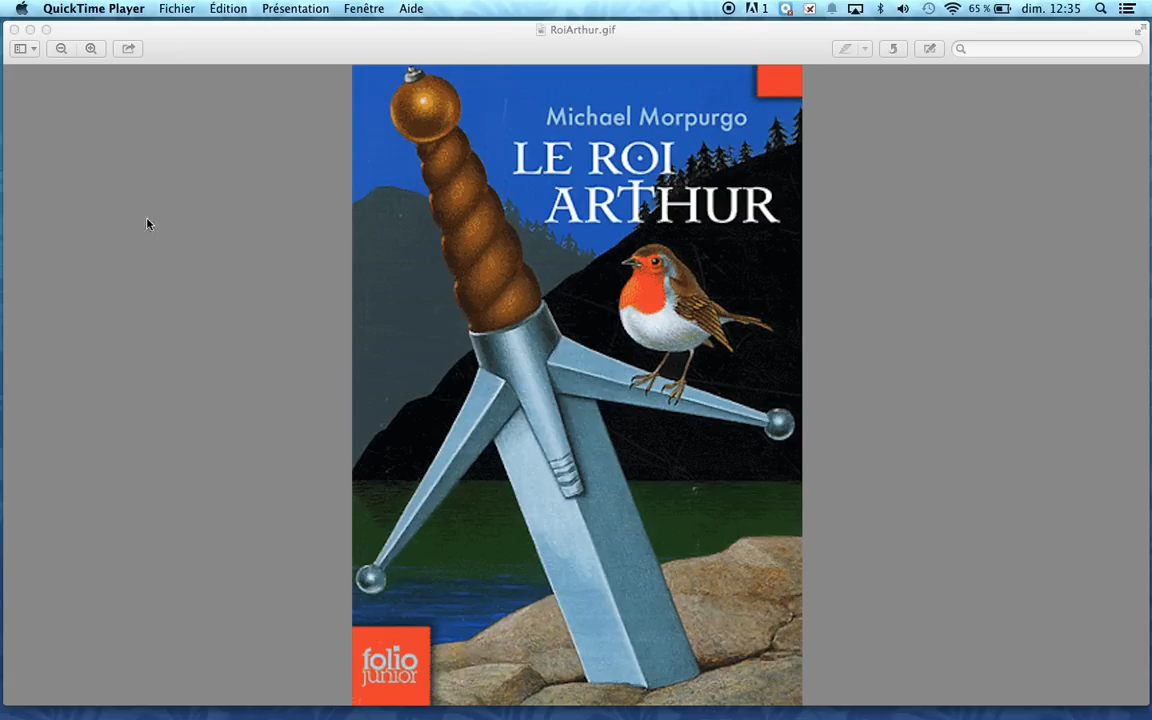 QuickTime Player Fichier Édition Présentation Fenêtre Aide 1 65 % dim. 12:35
RoiArthur.gif
5
Michael Morpurgo
LE ROI
ARTHUR
folio
junior